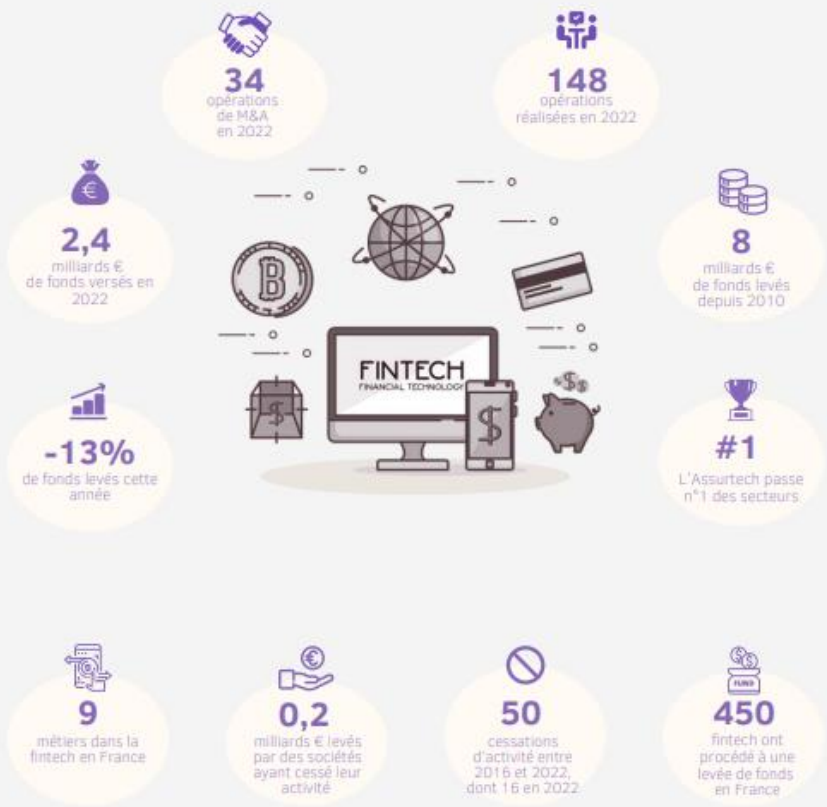 34
opérations
de M&A
en 2022
148
opérations
réalisées en 2022
2,4
milliards €
de fonds versés en
2022
8
milliards €
de fonds levés
depuis 2010
B
FINTECH
FINANCIAL TECHNOLOGY
$
$
-13%
de fonds levés cette
année
#1
L'Assurtech passe
n°1 des secteurs
9
métiers dans la
fintech en France
0,2
milliards € levés
par des sociétés
ayant cessé leur
activité
50
cessations
d'activité entre
2016 et 2022,
dont 16 en 2022
FUND
450
fintech ont
procédé à une
levée de fonds
en France